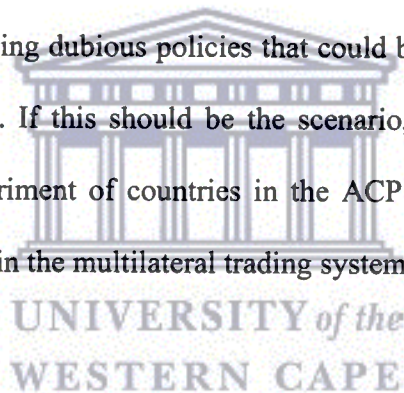 ing dubious policies that could b
. If this should be the scenario,
riment of countries in the ACP
in the multilateral trading system
UNIVERSITY of the
WESTERN CAPE